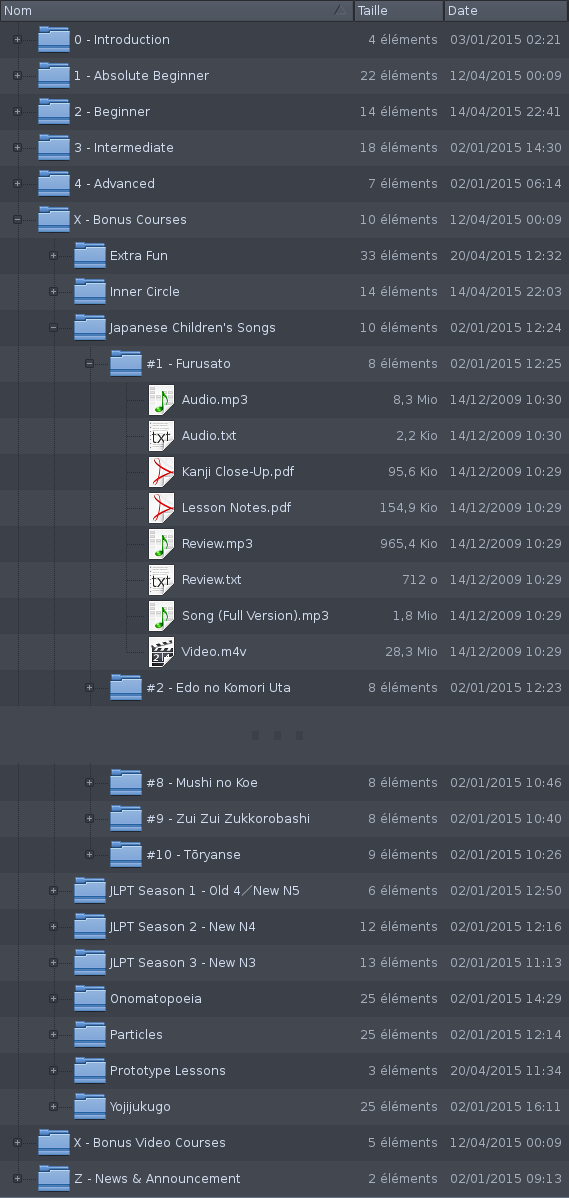 Nom Taille Date
0 - Introduction 4 éléments 03/01/2015 02:21
1 - Absolute Beginner 22 éléments 12/04/2015 00:09
2 - Beginner 14 éléments 14/04/2015 22:41
3 - Intermediate 18 éléments 02/01/2015 14:30
4 - Advanced 7 éléments 02/01/2015 06:14
X - Bonus Courses 10 éléments 12/04/2015 00:09
Extra Fun 33 éléments 20/04/2015 12:32
Inner Circle 14 éléments 14/04/2015 22:03
Japanese Children's Songs 10 éléments 02/01/2015 12:24
#1 - Furusato 8 éléments 02/01/2015 12:25
Audio.mp3 8,3 Mio 14/12/2009 10:30
Audio.txt 2,2 Kio 14/12/2009 10:30
Kanji Close-Up.pdf 95,6 Kio 14/12/2009 10:29
Lesson Notes.pdf 154,9 Kio 14/12/2009 10:29
Review.mp3 965,4 Kio 14/12/2009 10:29
Review.txt 712 o 14/12/2009 10:29
Song (Full Version).mp3 1,8 Mio 14/12/2009 10:29
Video.m4v 28,3 Mio 14/12/2009 10:29
#2 - Edo no Komori Uta 8 éléments 02/01/2015 12:23
...
#8 - Mushi no Koe 8 éléments 02/01/2015 10:46
#9 - Zui Zui Zukkorobashi 8 éléments 02/01/2015 10:40
#10 - Tōryanse 9 éléments 02/01/2015 10:26
JLPT Season 1 - Old 4／New N5 6 éléments 02/01/2015 12:50
JLPT Season 2 - New N4 12 éléments 02/01/2015 12:16
JLPT Season 3 - New N3 13 éléments 02/01/2015 11:13
Onomatopoeia 25 éléments 02/01/2015 14:29
Particles 25 éléments 02/01/2015 12:14
Prototype Lessons 3 éléments 20/04/2015 11:34
Yojijukugo 25 éléments 02/01/2015 16:11
X - Bonus Video Courses 5 éléments 12/04/2015 00:09
Z - News & Announcement 2 éléments 02/01/2015 09:13